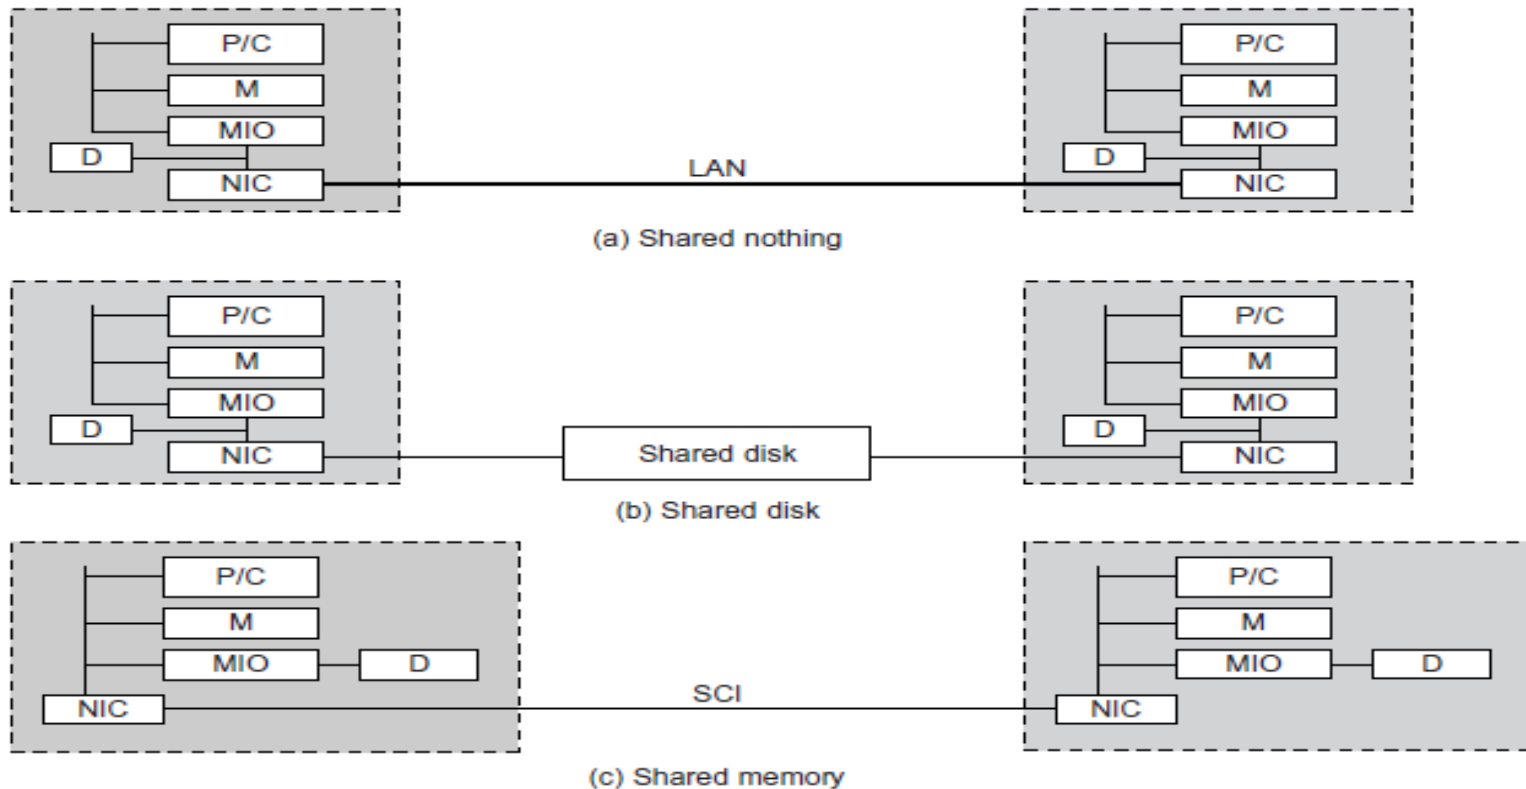 P/C P/C
M M
MIO MIO
D D
LAN
NIC NIC
(a) Shared nothing
P/C P/C
M M
MIO MIO
D D
NIC Shared disk NIC
(b) Shared disk
P/C P/C
M M
MIO D MIO D
SCI
NIC NIC
(c) Shared memory